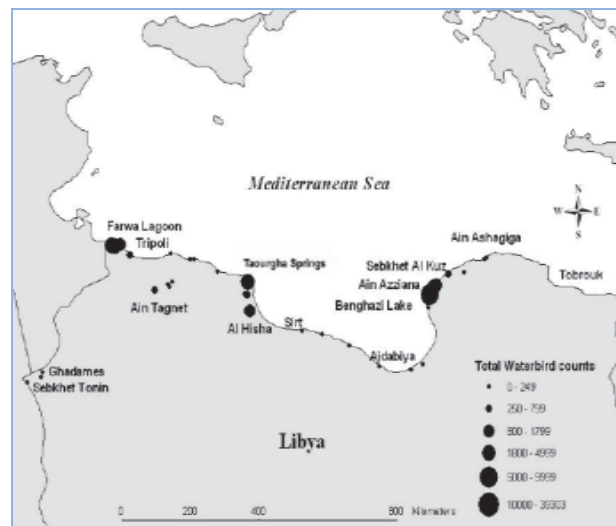 Mediterranean Sea
N
W E
S
Farwa Lagoon
Tripoli
Ain Ashagiga
Taourgha Springs
Sebkhet Al Kuz
Ain Azziana
Tobrouk
Benghazi Lake
Ain Tagnet
Al Hisha
Sirt
Ajdabiya
Total Waterbird counts
0 - 249
250 - 799
800 - 1799
1800 - 4999
5000 - 9999
10000 - 39303
Ghadames
Sebkhet Tonin
Libya
0 400 800 Kilometers